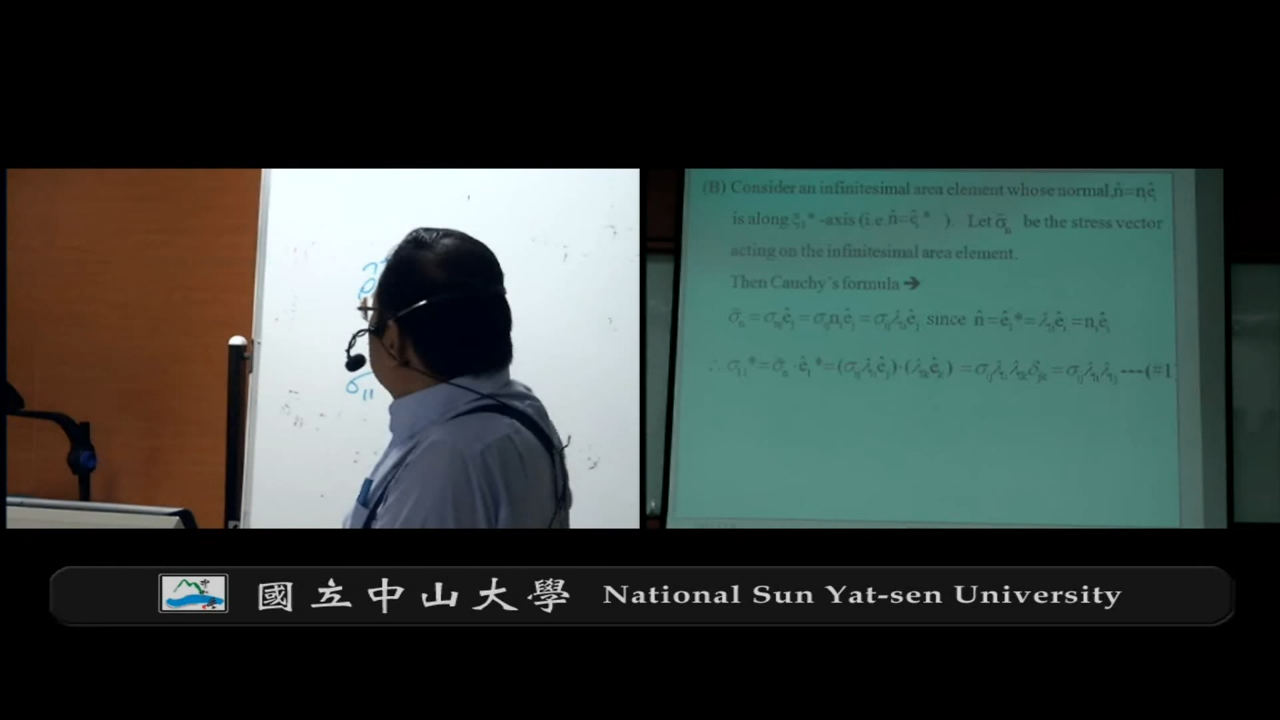 σ₁₁
(B) Consider an infinitesimal area element whose normal, n̂=nᵢêᵢ
is along ξ₁* -axis (i.e. n̂=ê₁* ). Let σ⃗ₙ be the stress vector
acting on the infinitesimal area element.
Then Cauchy's formula ➔
σ⃗ₙ = σₙⱼêⱼ = σᵢⱼnᵢêⱼ = σᵢⱼλ₁ᵢêⱼ since n̂ = ê₁* = λ₁ᵢêᵢ = nᵢêᵢ
∴ σ₁₁* = σ⃗ₙ · ê₁* = (σᵢⱼλ₁ᵢêⱼ)·(λ₁ₖêₖ) = σᵢⱼλ₁ᵢλ₁ₖδⱼₖ = σᵢⱼλ₁ᵢλ₁ⱼ ----(#1
國立中山大學 National Sun Yat-sen University